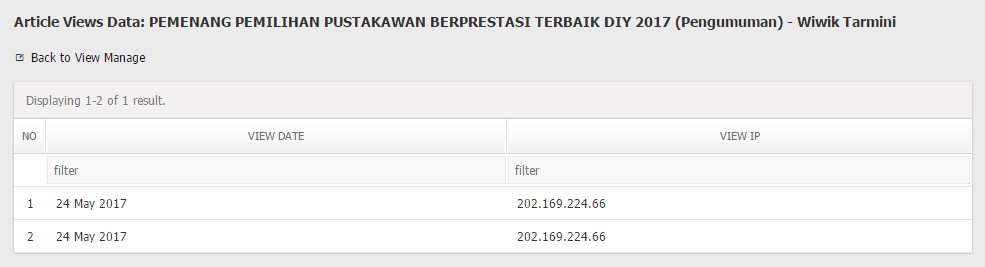 Article Views Data: PEMENANG PEMILIHAN PUSTAKAWAN BERPRESTASI TERBAIK DIY 2017 (Pengumuman) - Wiwik Tarmini
Back to View Manage
Displaying 1-2 of 1 result.
NO VIEW DATE VIEW IP
filter filter
1 24 May 2017 202.169.224.66
2 24 May 2017 202.169.224.66